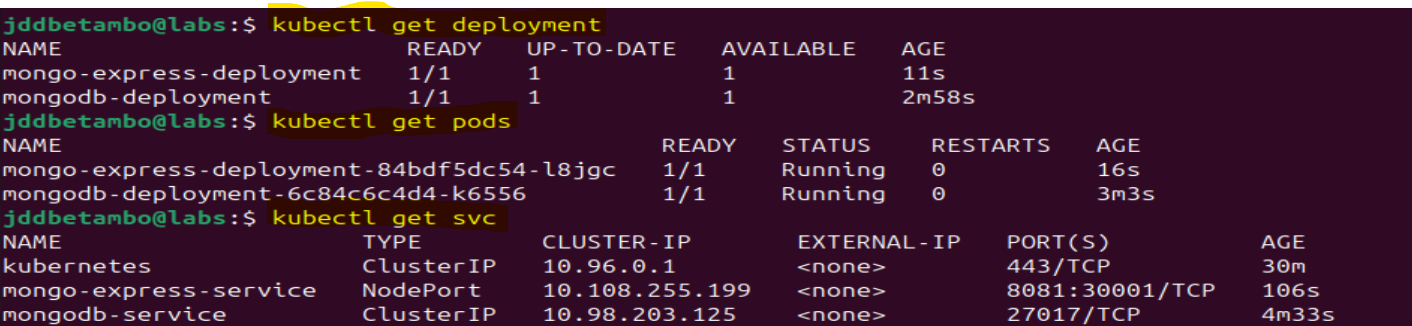 jddbetambo@labs:$ kubectl get deployment
NAME READY UP-TO-DATE AVAILABLE AGE
mongo-express-deployment 1/1 1 1 11s
mongodb-deployment 1/1 1 1 2m58s
jddbetambo@labs:$ kubectl get pods
NAME READY STATUS RESTARTS AGE
mongo-express-deployment-84bdf5dc54-l8jgc 1/1 Running 0 16s
mongodb-deployment-6c84c6c4d4-k6556 1/1 Running 0 3m3s
jddbetambo@labs:$ kubectl get svc
NAME TYPE CLUSTER-IP EXTERNAL-IP PORT(S) AGE
kubernetes ClusterIP 10.96.0.1 <none> 443/TCP 30m
mongo-express-service NodePort 10.108.255.199 <none> 8081:30001/TCP 106s
mongodb-service ClusterIP 10.98.203.125 <none> 27017/TCP 4m33s